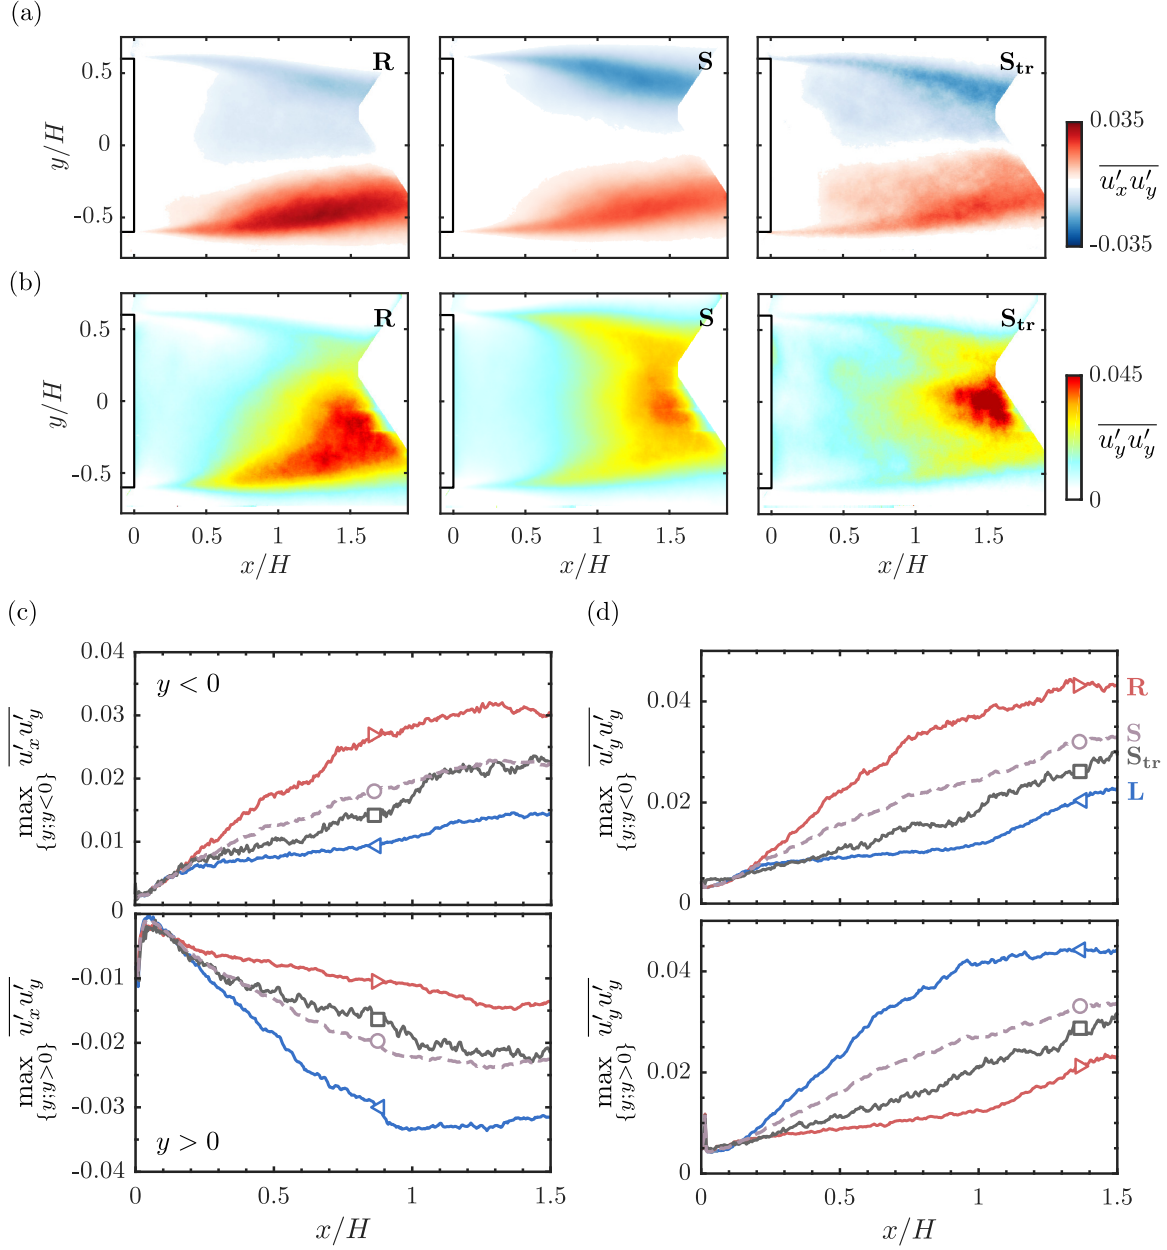 (a)
R
S
S_tr
0.5
0
-0.5
y/H
0.035
u′_x u′_y
-0.035
(b)
R
S
S_tr
0.5
0
-0.5
y/H
0.045
u′_y u′_y
0
0 0.5 1 1.5
0 0.5 1 1.5
0 0.5 1 1.5
x/H
x/H
x/H
(c)
0.04
0.03
0.02
0.01
0
y < 0
max u′_x u′_y
{y;y<0}
0
-0.01
-0.02
-0.03
-0.04
y > 0
max u′_x u′_y
{y;y>0}
0 0.5 1 1.5
x/H
(d)
0.04
0.02
0
max u′_y u′_y
{y;y<0}
R
S
S_tr
L
0.04
0.02
0
max u′_y u′_y
{y;y>0}
0 0.5 1 1.5
x/H